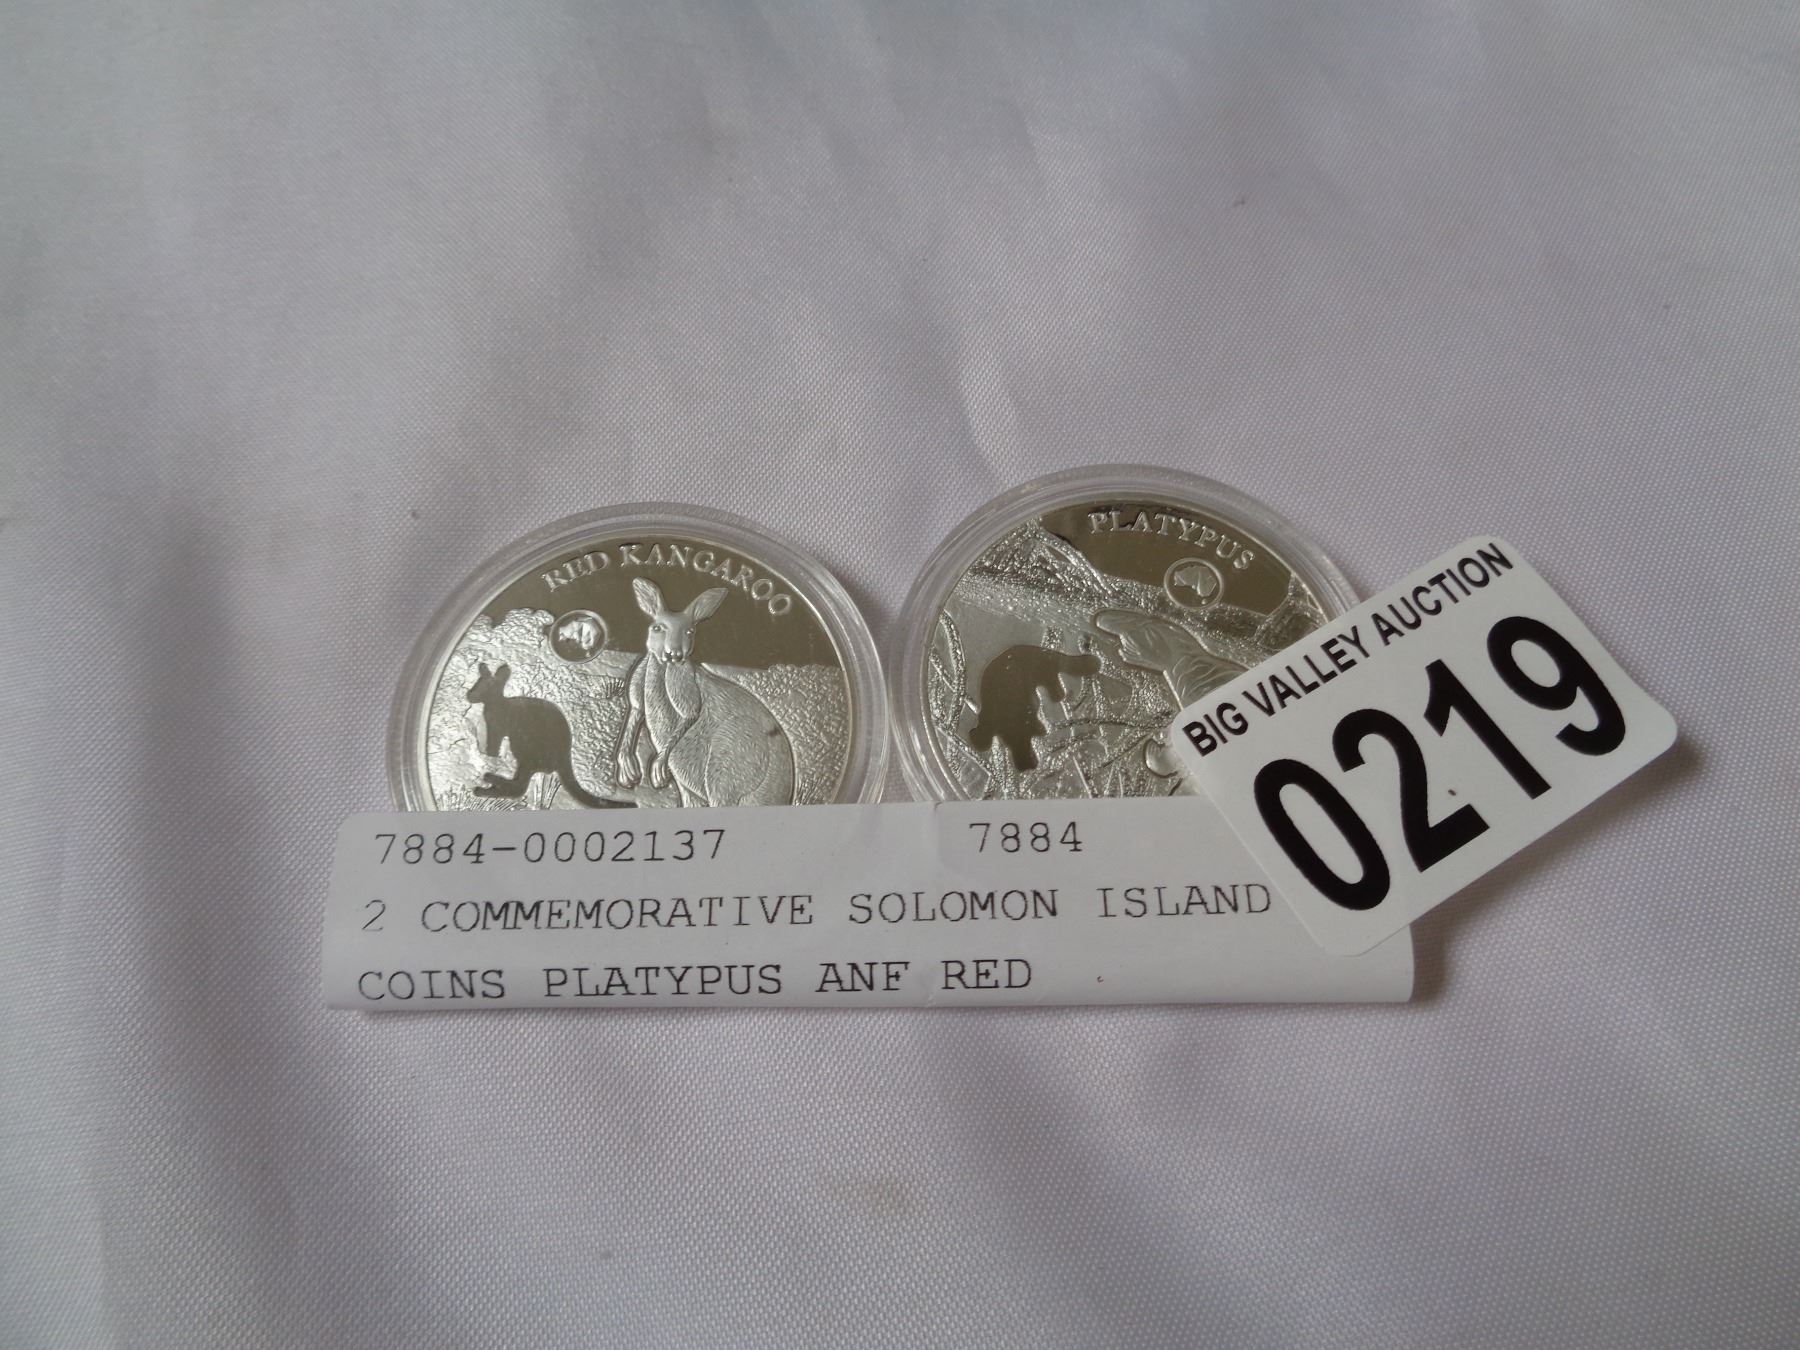 RED KANGAROO
PLATYPUS
BIG VALLEY AUCTION
0219
7884-0002137 7884
2 COMMEMORATIVE SOLOMON ISLAND
COINS PLATYPUS ANF RED